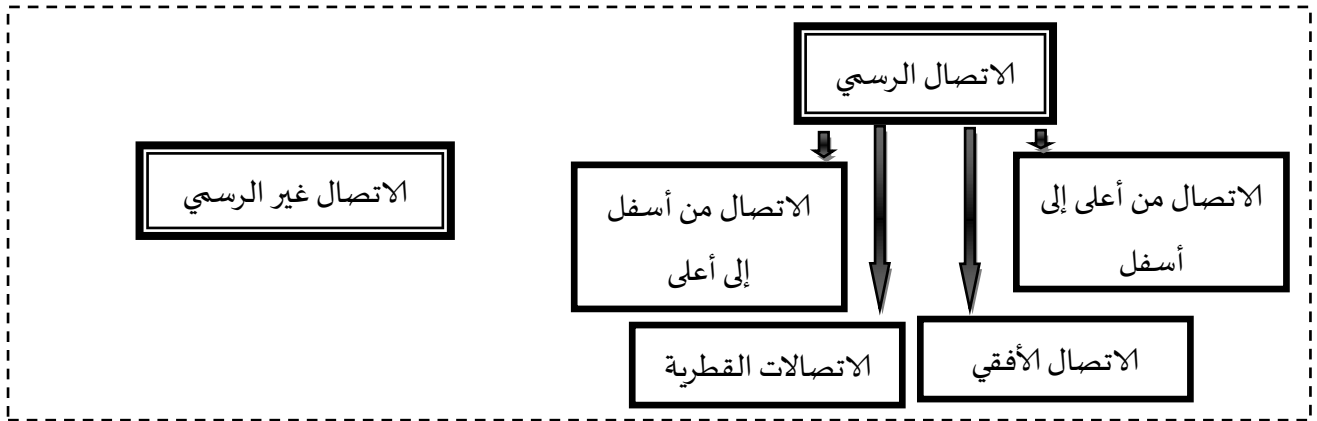 الاتصال الرسمي
الاتصال من أعلى إلى
أسفل
الاتصال من أسفل
إلى أعلى
الاتصال الأفقي
الاتصالات القطرية
الاتصال غير الرسمي